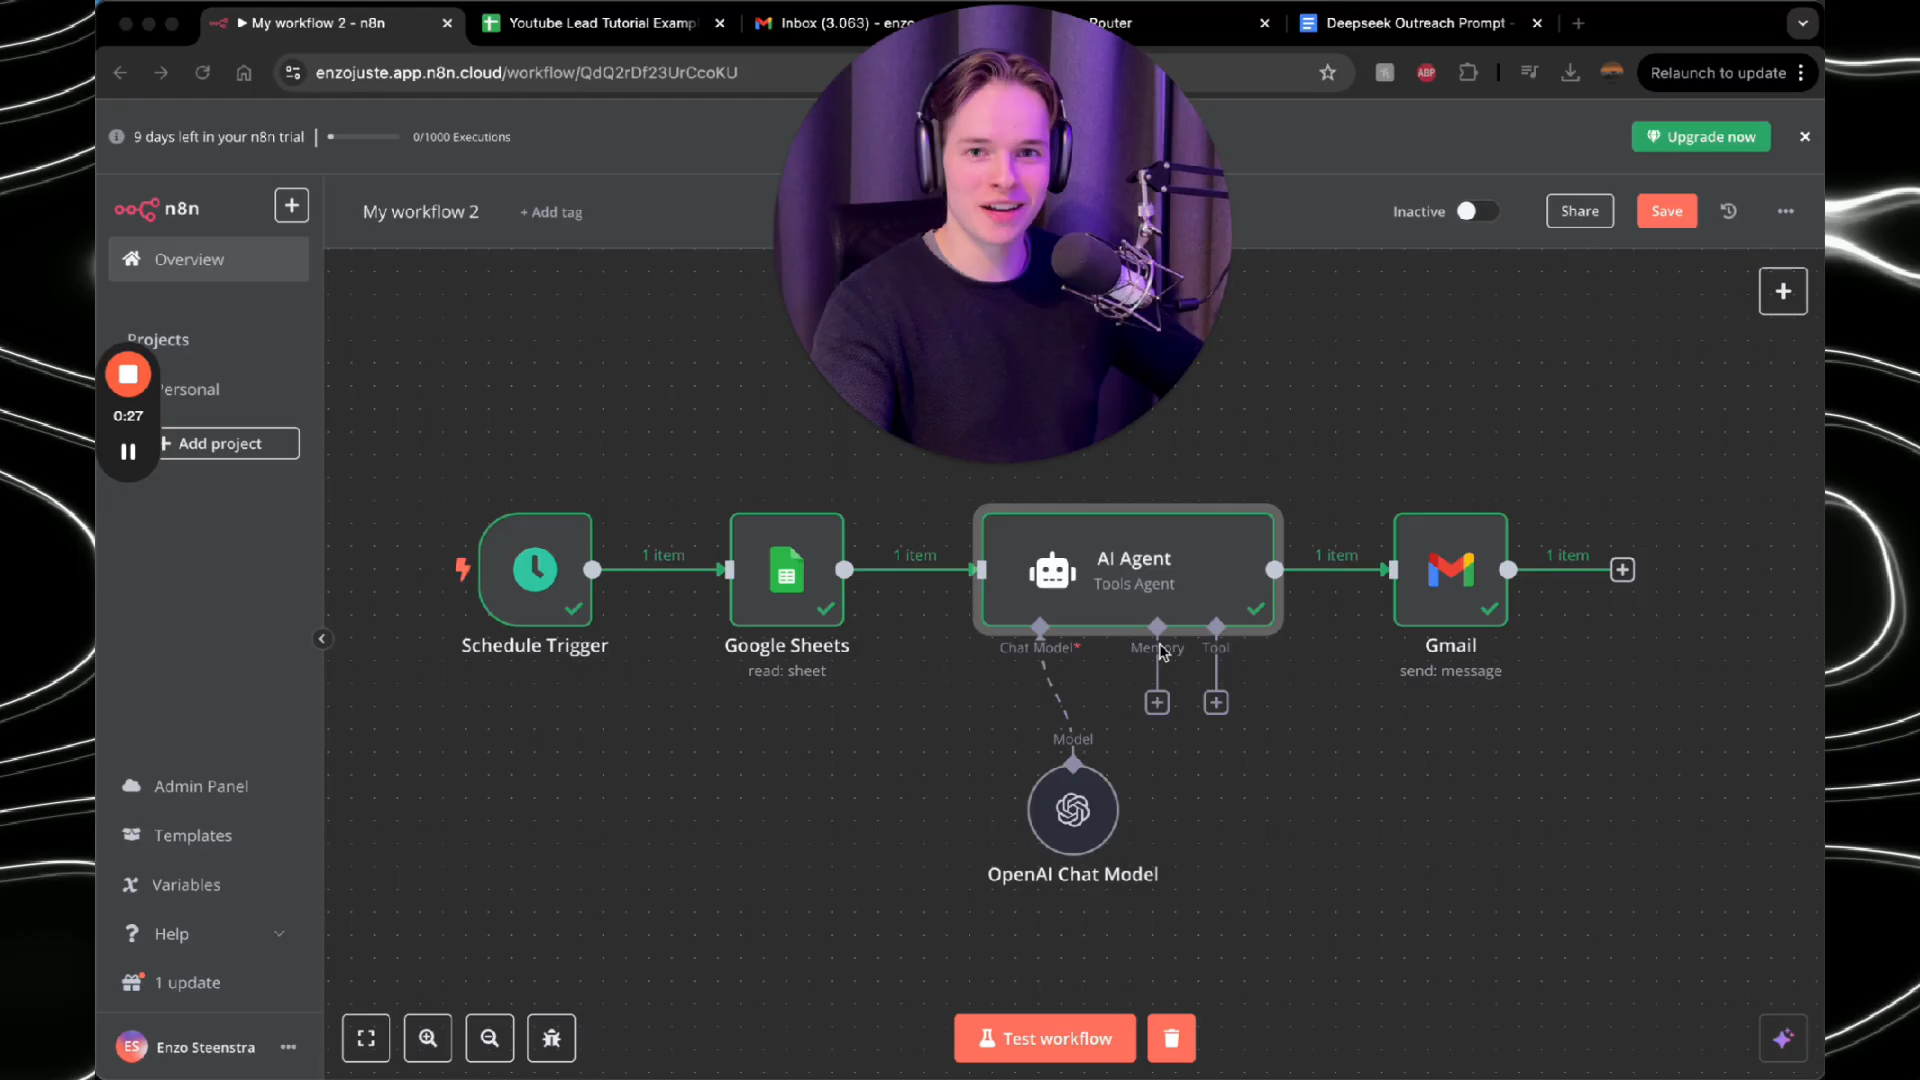 My workflow 2 - n8n
Youtube Lead Tutorial Examp
Inbox (3.063) - enzo
Router
Deepseek Outreach Prompt -
enzojuste.app.n8n.cloud/workflow/QdQ2rDf23UrCcoKU
ABP
Relaunch to update
9 days left in your n8n trial
0/1000 Executions
Upgrade now
n8n
My workflow 2
+ Add tag
Inactive
Share
Save
Overview
Projects
Personal
0:27
+ Add project
1 item
1 item
AI Agent
Tools Agent
1 item
1 item
Schedule Trigger
Google Sheets
read: sheet
Chat Model*
Memory
Tool
Gmail
send: message
Model
OpenAI Chat Model
Admin Panel
Templates
Variables
Help
1 update
ES
Enzo Steenstra
Test workflow